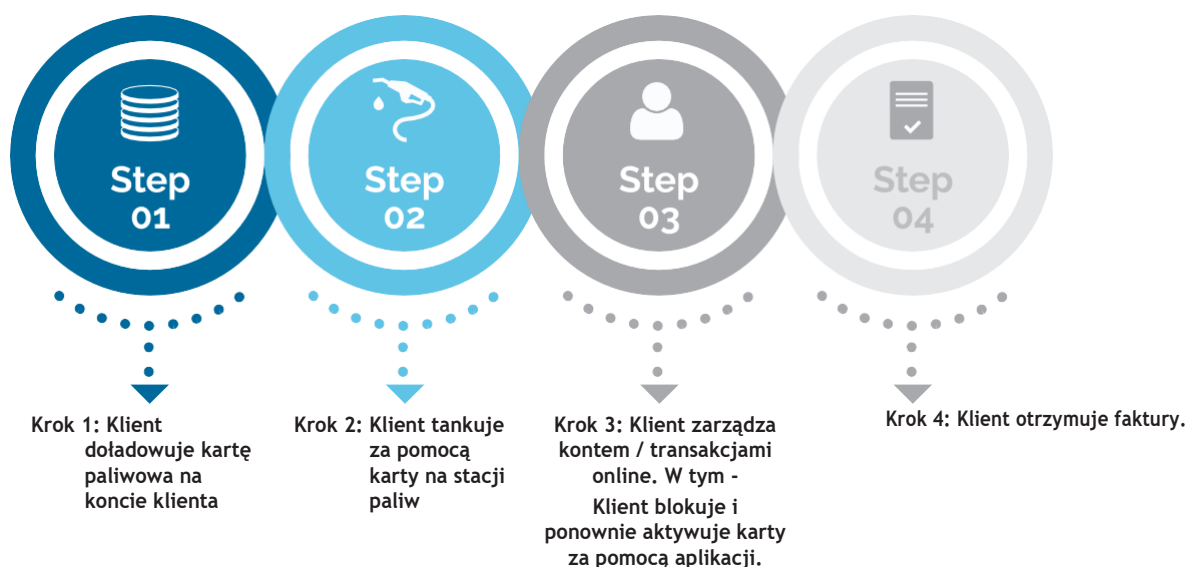 Step
01
Step
02
Step
03
Step
04
Krok 1: Klient
doładowuje kartę
paliwowa na
koncie klienta
Krok 2: Klient tankuje
za pomocą
karty na stacji
paliw
Krok 3: Klient zarządza
kontem / transakcjami
online. W tym -
Klient blokuje i
ponownie aktywuje karty
za pomocą aplikacji.
Krok 4: Klient otrzymuje faktury.